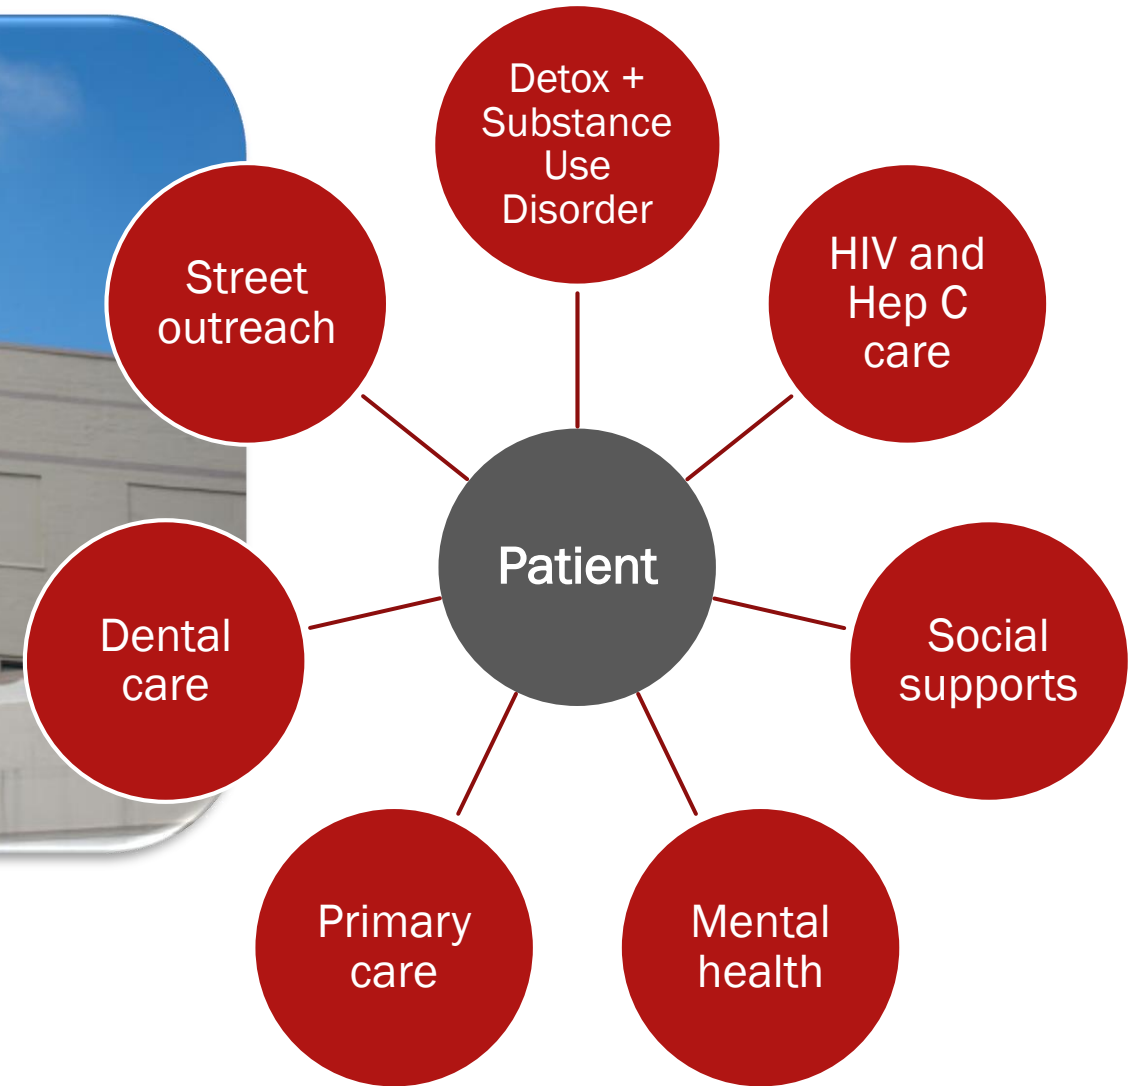 Detox +
Substance
Use
Disorder
HIV and
Hep C
care
Social
supports
Mental
health
Primary
care
Dental
care
Street
outreach
Patient